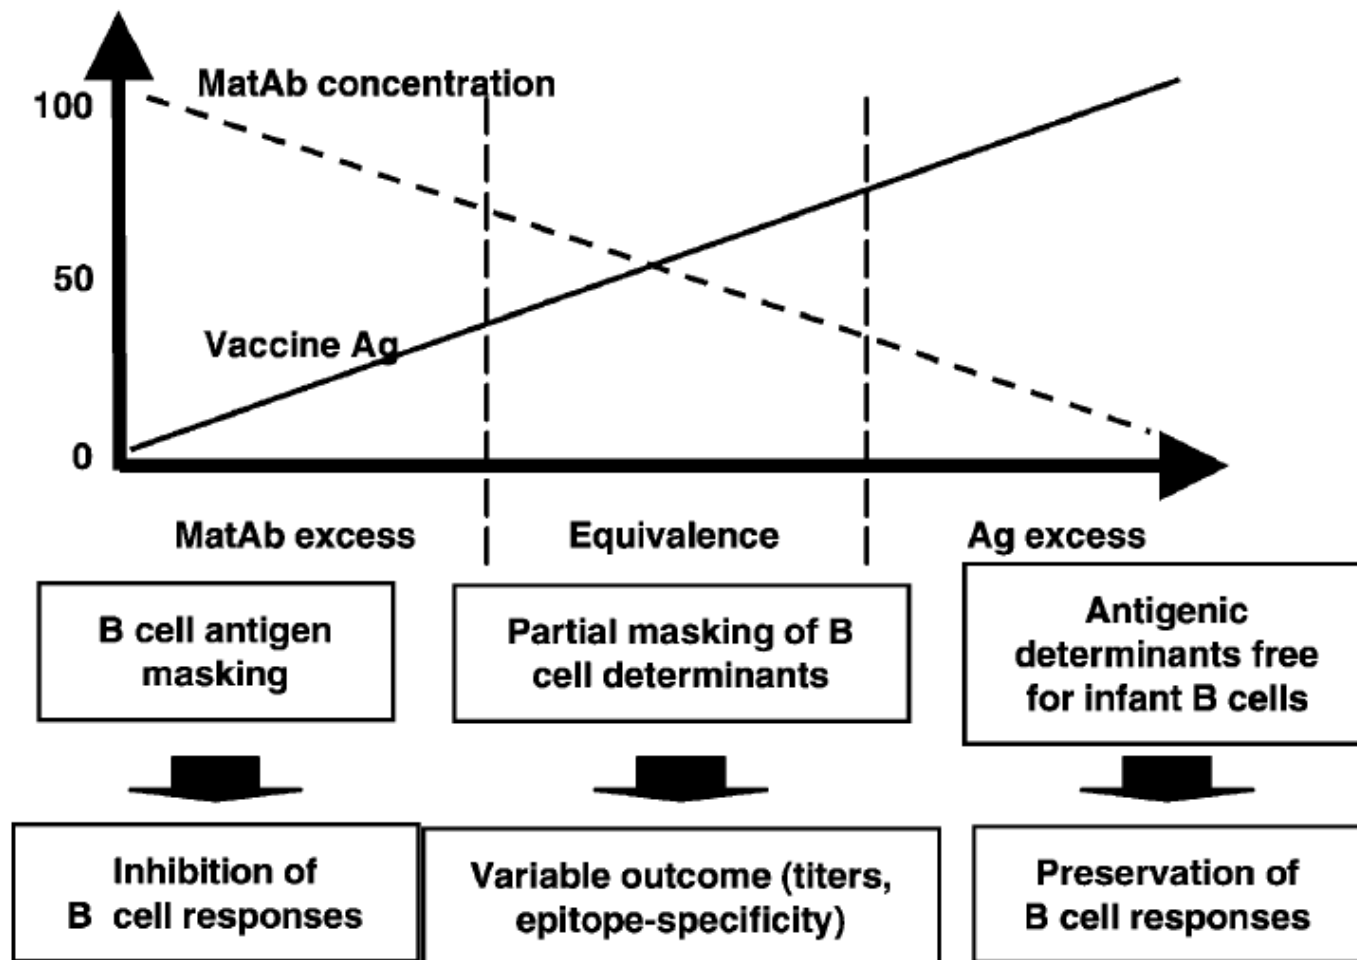 MatAb concentration
100
50
Vaccine Ag
0
MatAb excess
Equivalence
Ag excess
B cell antigen
masking
Partial masking of B
cell determinants
Antigenic
determinants free
for infant B cells
Inhibition of
B cell responses
Variable outcome (titers,
epitope-specificity)
Preservation of
B cell responses